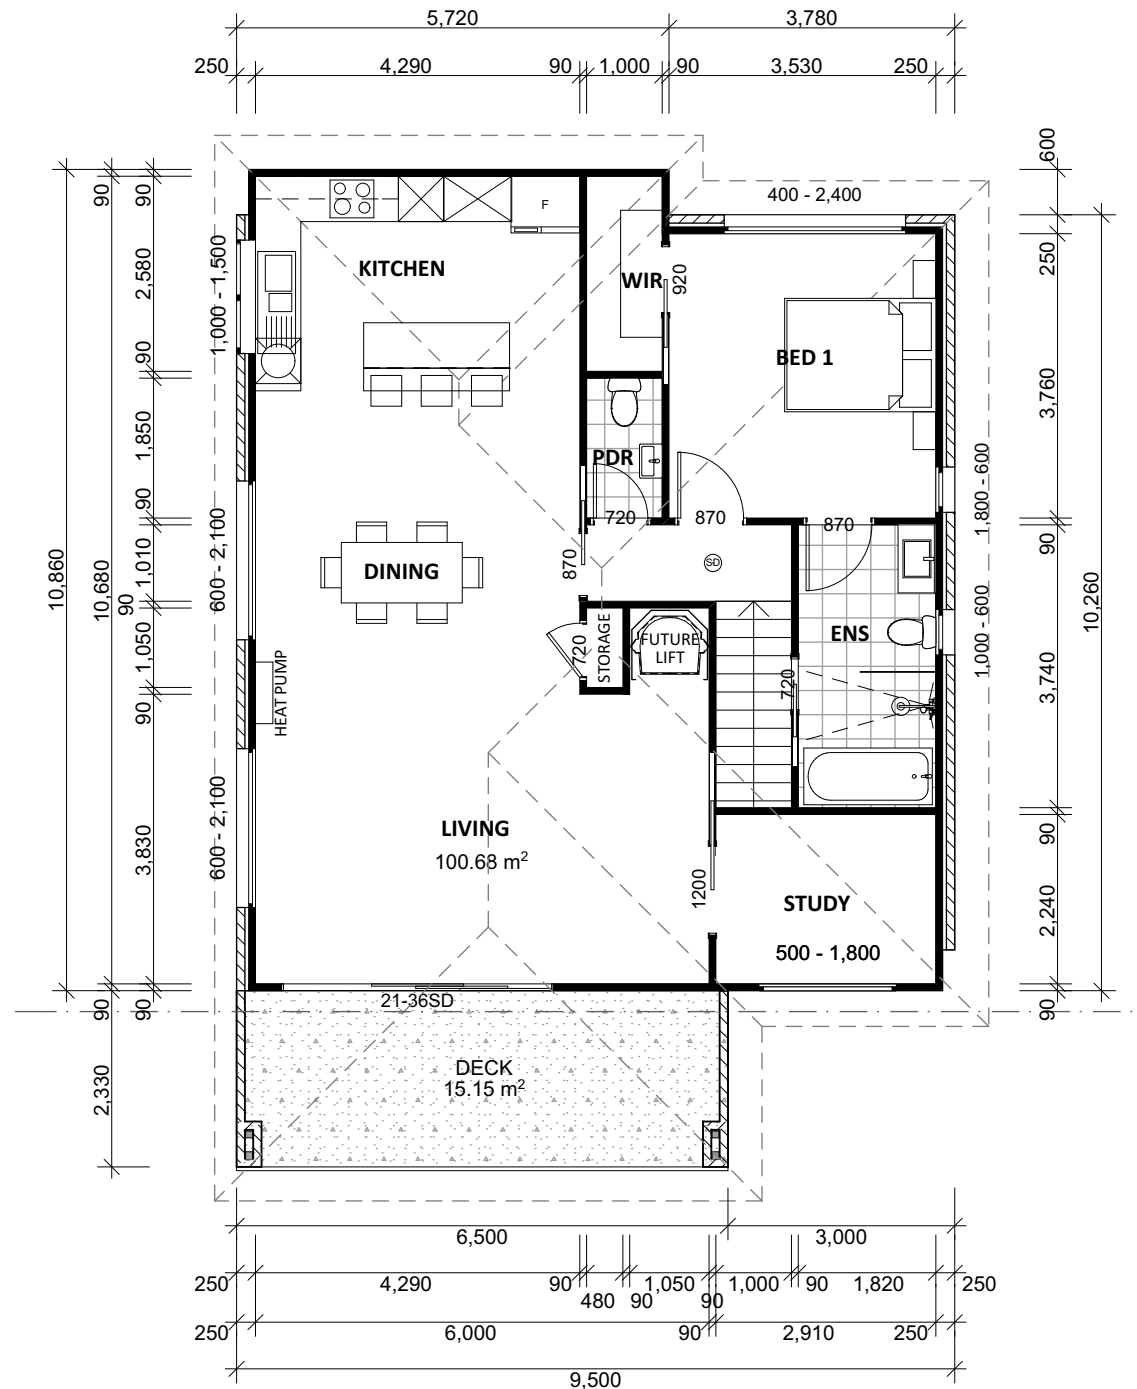 5,720
3,780
250
4,290
90
1,000
90
3,530
250
600
90
90
400 - 2,400
F
KITCHEN
WIR
920
2,580
1,000 - 1,500
250
90
BED 1
3,760
1,850
PDR
90
1,800 - 600
720
870
870
10,860
10,680
1,010
600 - 2,100
DINING
870
SD
90
10,260
90
1,050
STORAGE
720
FUTURE
LIFT
ENS
1,000 - 600
HEAT PUMP
720
3,740
90
3,830
600 - 2,100
LIVING
100.68 m²
1200
90
STUDY
2,240
500 - 1,800
90
90
21-36SD
90
DECK
15.15 m²
2,330
6,500
3,000
250
4,290
90
1,050
1,000
90
1,820
250
480
90
90
250
6,000
90
2,910
250
9,500